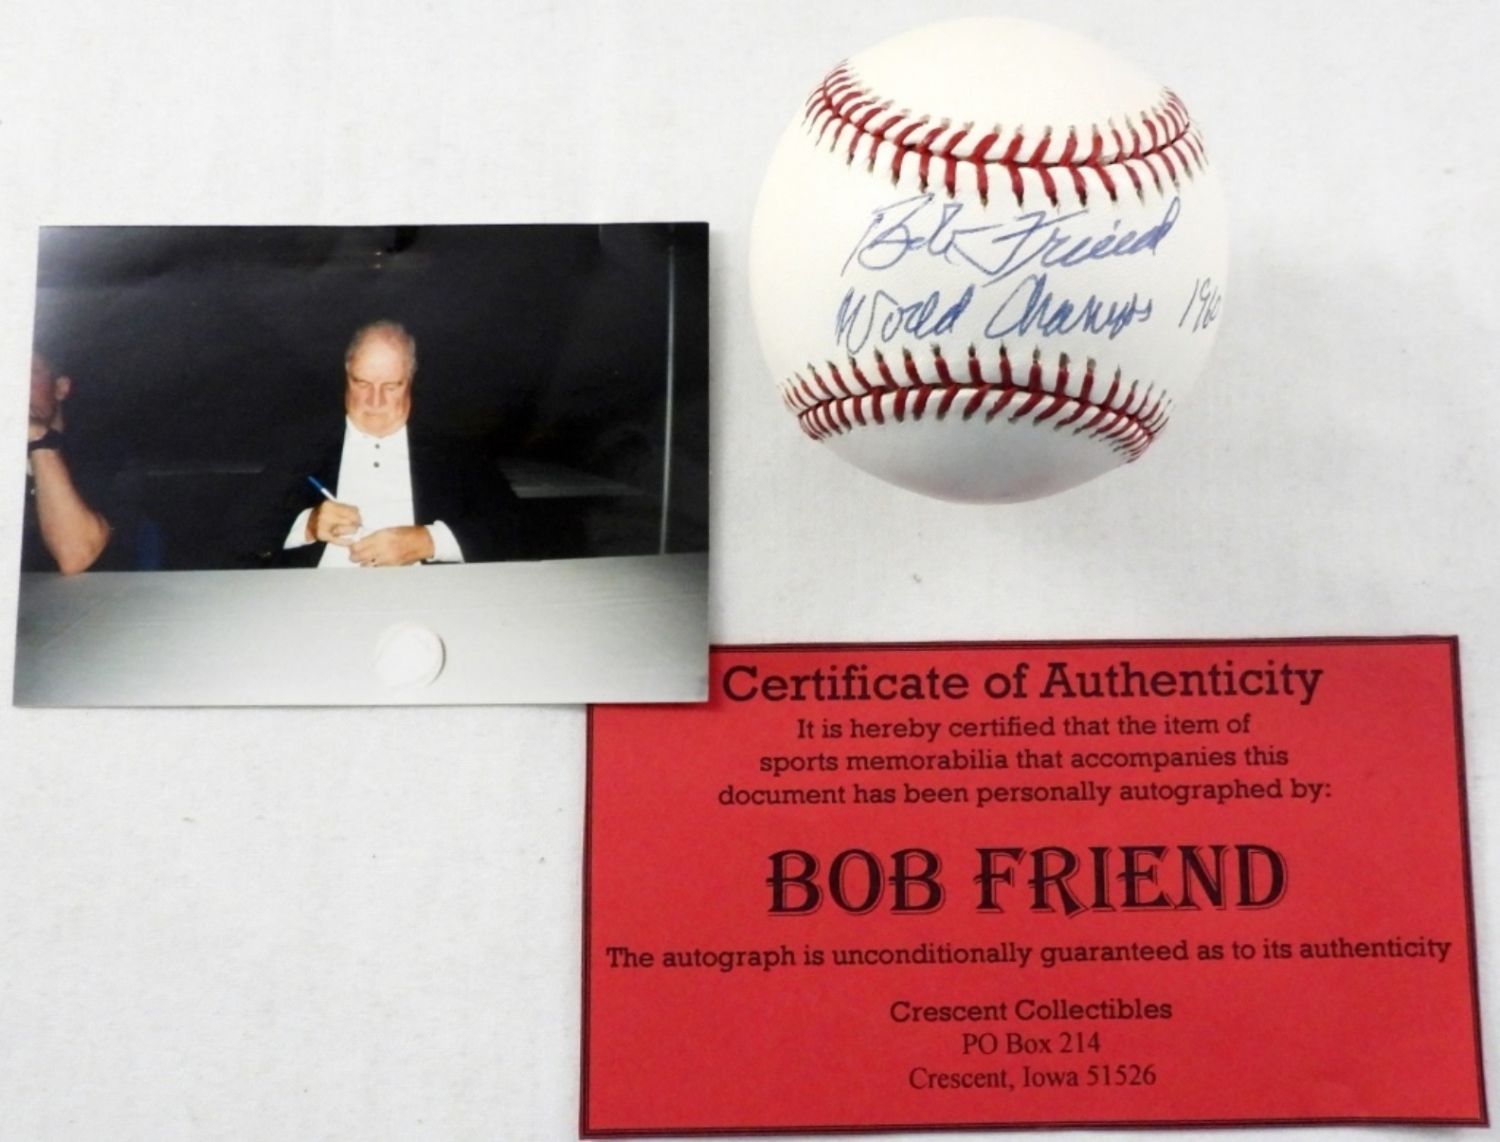 Bob Friend
World Champs 1960
Certificate of Authenticity
It is hereby certified that the item of
sports memorabilia that accompanies this
document has been personally autographed by:
BOB FRIEND
The autograph is unconditionally guaranteed as to its authenticity
Crescent Collectibles
PO Box 214
Crescent, Iowa 51526